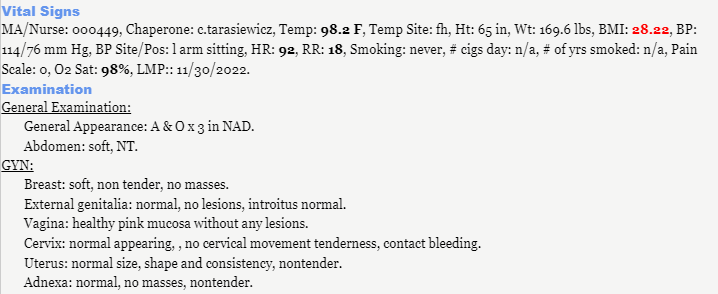 Vital Signs
MA/Nurse: 000449, Chaperone: c.tarasiewicz, Temp: 98.2 F, Temp Site: fh, Ht: 65 in, Wt: 169.6 lbs, BMI: 28.22, BP:
114/76 mm Hg, BP Site/Pos: l arm sitting, HR: 92, RR: 18, Smoking: never, # cigs day: n/a, # of yrs smoked: n/a, Pain
Scale: 0, O2 Sat: 98%, LMP:: 11/30/2022.
Examination
General Examination:
General Appearance: A & O x 3 in NAD.
Abdomen: soft, NT.
GYN:
Breast: soft, non tender, no masses.
External genitalia: normal, no lesions, introitus normal.
Vagina: healthy pink mucosa without any lesions.
Cervix: normal appearing, , no cervical movement tenderness, contact bleeding.
Uterus: normal size, shape and consistency, nontender.
Adnexa: normal, no masses, nontender.